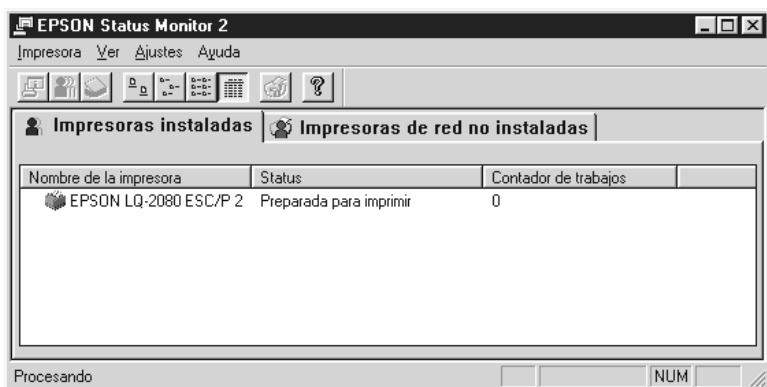 EPSON Status Monitor 2
Impresora Ver Ajustes Ayuda
Impresoras instaladas Impresoras de red no instaladas
Nombre de la impresora Status Contador de trabajos
EPSON LQ-2080 ESC/P 2 Preparada para imprimir 0
Procesando NUM